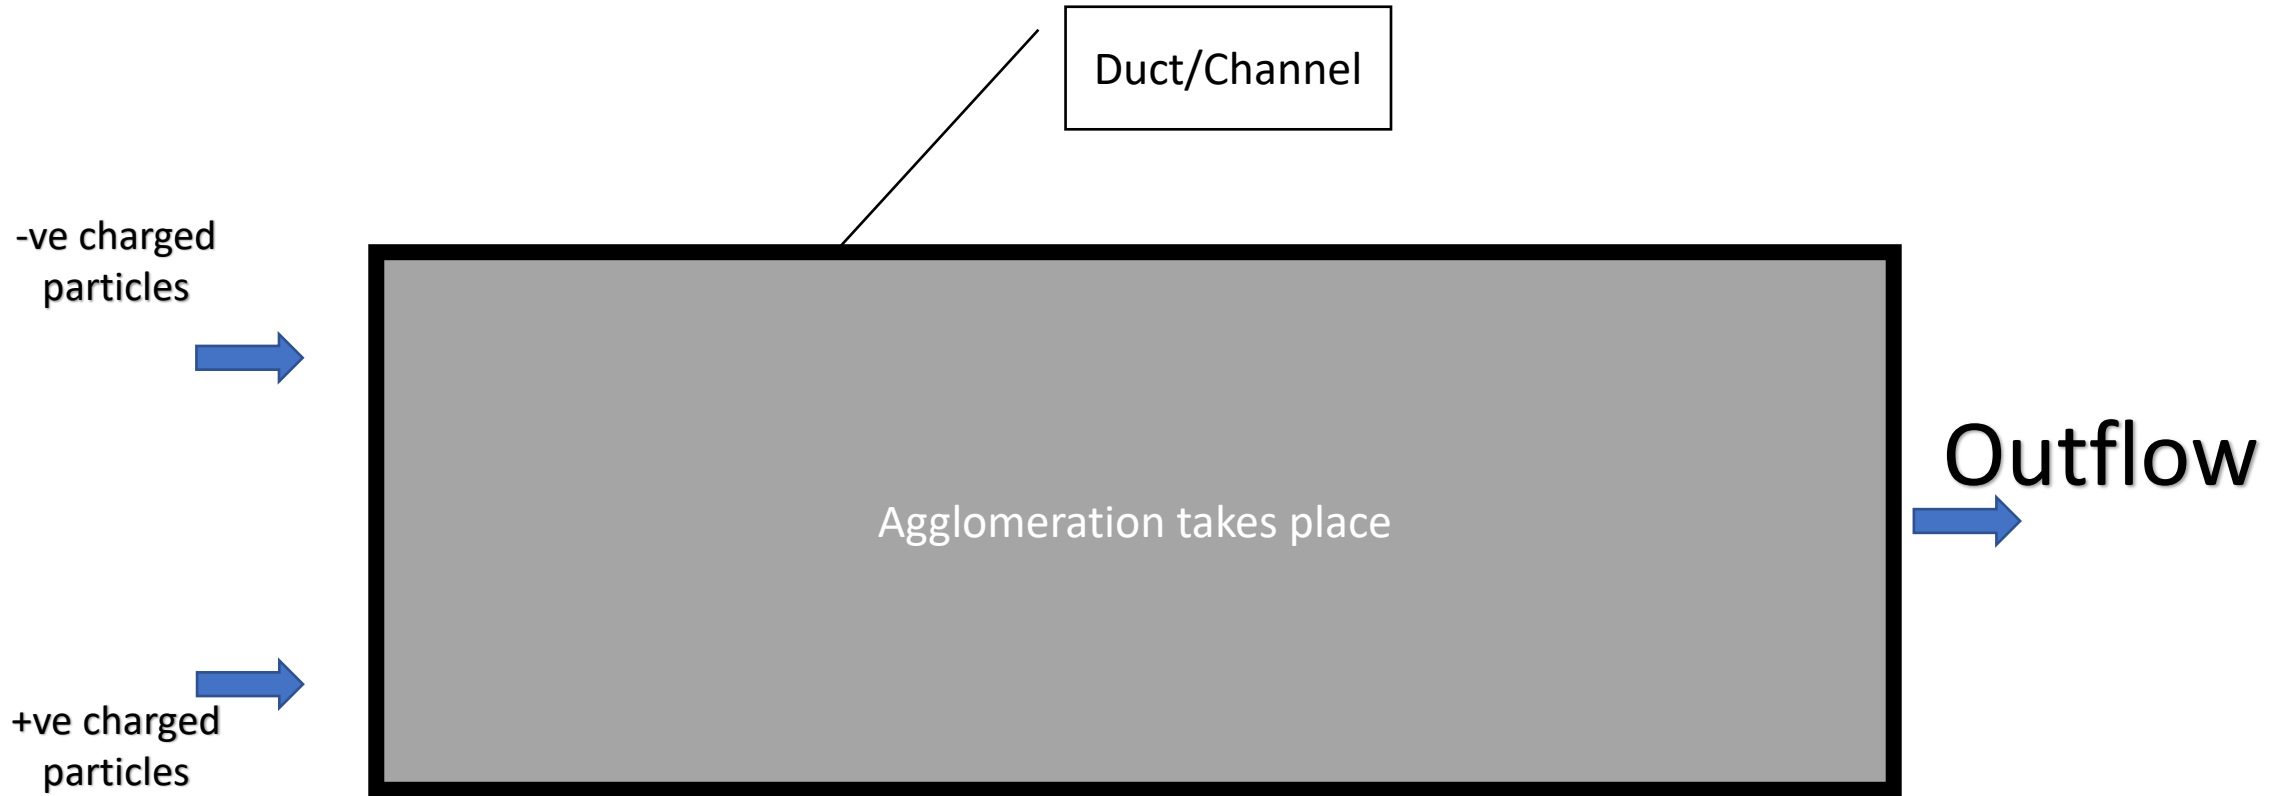 Duct/Channel
-ve charged
particles
Outflow
Agglomeration takes place
+ve charged
particles